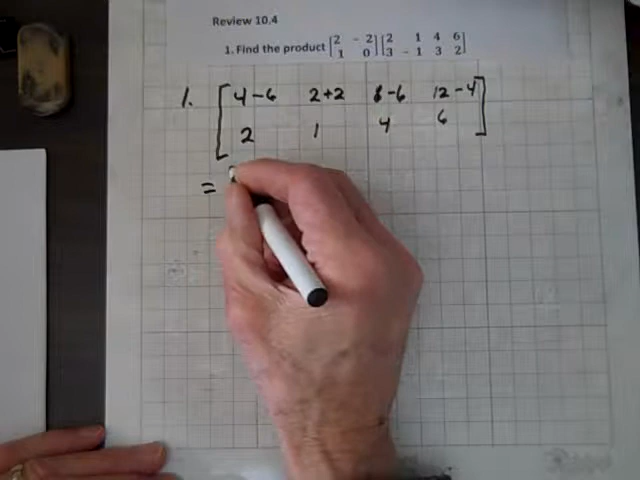 Review 10.4
1. Find the product [2 - 2 [2 1 4 6
1 0] 3 - 1 3 2]
1. [4-6 2+2 8-6 12-4]
2 1 4 6
=